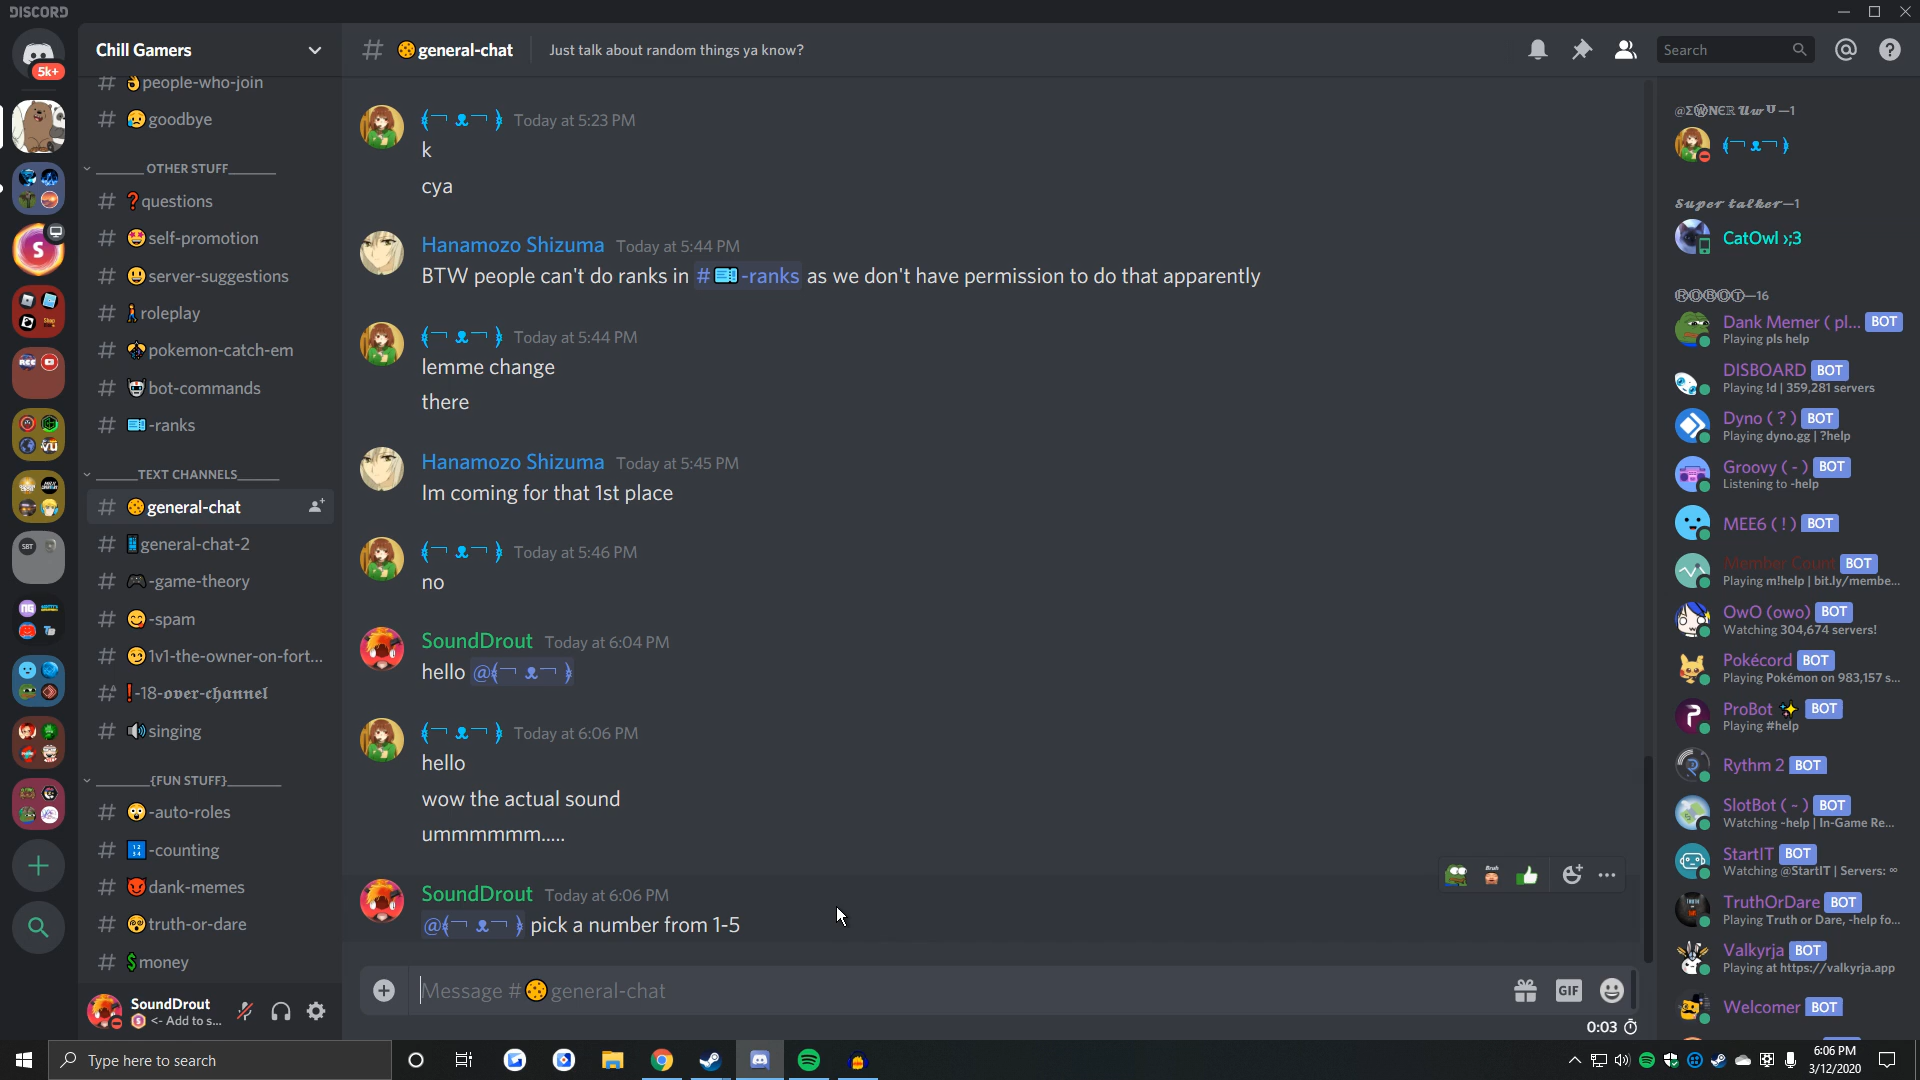 DISCORD
5k+
Chill Gamers
people-who-join
goodbye
OTHER STUFF
questions
self-promotion
server-suggestions
roleplay
pokemon-catch-em
bot-commands
-ranks
TEXT CHANNELS
general-chat
general-chat-2
-game-theory
-spam
1v1-the-owner-on-fort...
-18-𝖔𝖛𝖊𝖗-𝖈𝖍𝖆𝖓𝖓𝖊𝖑
singing
{FUN STUFF}
-auto-roles
-counting
dank-memes
truth-or-dare
money
SoundDrout
<- Add to s...
# general-chat
Just talk about random things ya know?
Search
Today at 5:23 PM
k
cya
Hanamozo Shizuma Today at 5:44 PM
BTW people can't do ranks in # -ranks as we don't have permission to do that apparently
Today at 5:44 PM
lemme change
there
Hanamozo Shizuma Today at 5:45 PM
Im coming for that 1st place
Today at 5:46 PM
no
SoundDrout Today at 6:04 PM
hello @⦑￢ ᴥ￢ ⦒
Today at 6:06 PM
hello
wow the actual sound
ummmmmm.....
SoundDrout Today at 6:06 PM
@⦑￢ ᴥ￢ ⦒ pick a number from 1-5
Message # general-chat
GIF
0:03
𝓢𝓾𝓹𝓮𝓻 𝓽𝓪𝓵𝓴𝓮𝓻—1
CatOwl >;3
ⓇⓄⒷⓄⓉ—16
Dank Memer ( pl... BOT
Playing pls help
DISBOARD BOT
Playing !d | 359,281 servers
Dyno ( ? ) BOT
Playing dyno.gg | ?help
Groovy ( - ) BOT
Listening to -help
MEE6 ( ! ) BOT
Member Count BOT
Playing m!help | bit.ly/membe...
OwO (owo) BOT
Watching 304,674 servers!
Pokécord BOT
Playing Pokémon on 983,157 s...
ProBot ✨ BOT
Playing #help
Rythm 2 BOT
SlotBot ( - ) BOT
Watching -help | In-Game Re...
StartIT BOT
Watching @StartIT | Servers: ∞
TruthOrDare BOT
Playing Truth or Dare, -help fo...
Valkyrja BOT
Playing at https://valkyrja.app
Welcomer BOT
Type here to search
6:06 PM
3/12/2020